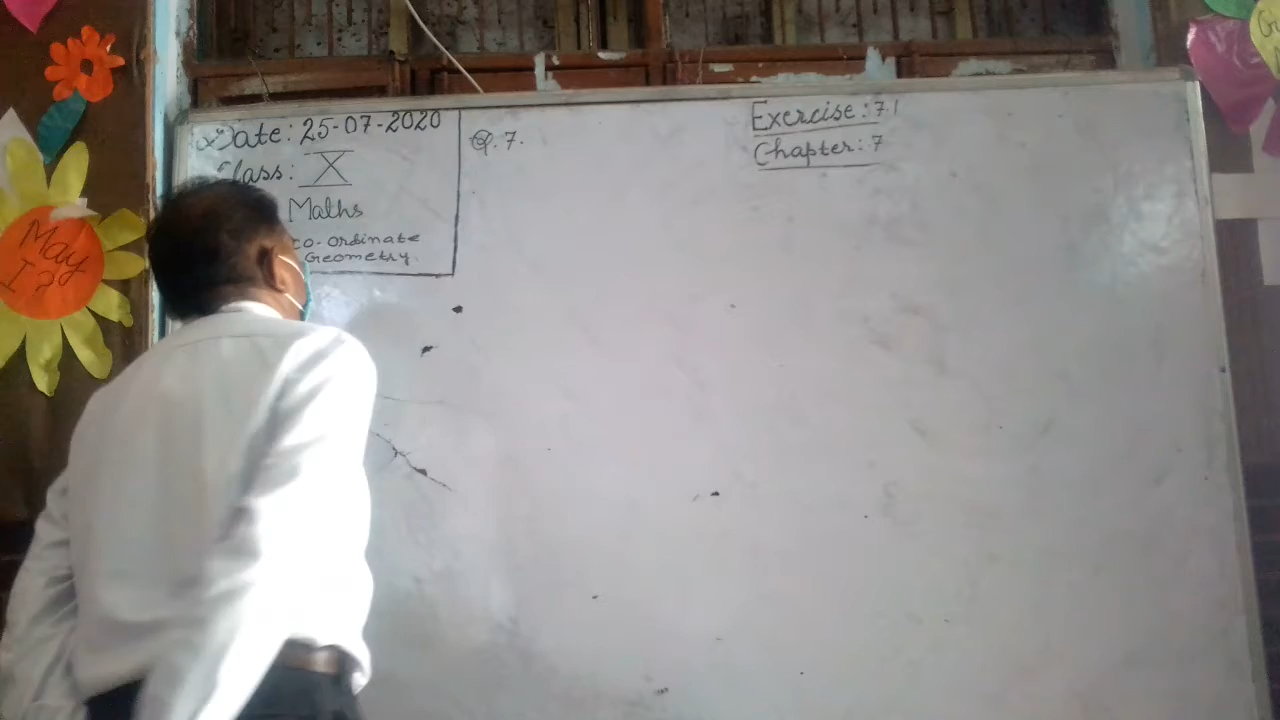 Date: 25-07-2020
Class: X
Maths
Co-Ordinate
Geometry.
Q.7.
Exercise: 7.1
Chapter: 7
May
I?